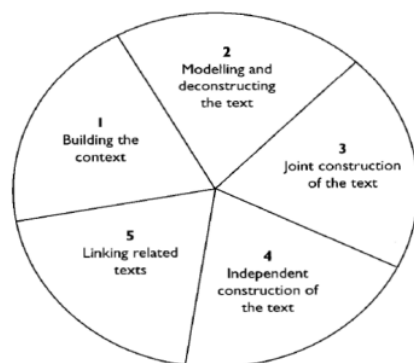 1
Building the
context
2
Modelling and
deconstructing
the text
3
Joint construction
of the text
4
Independent
construction of
the text
5
Linking related
texts